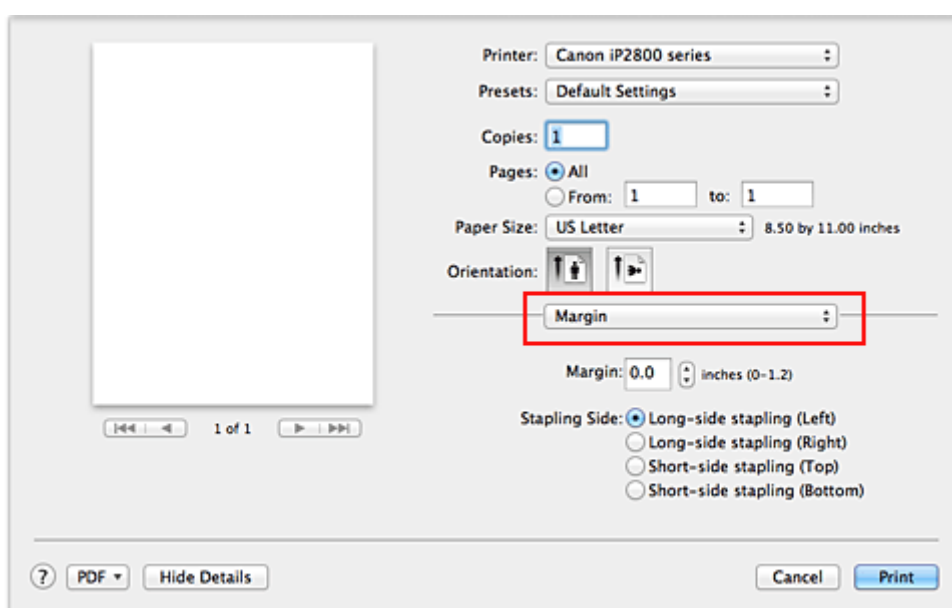 Printer: Canon iP2800 series
Presets: Default Settings
Copies: 1
Pages: All
From: 1 to: 1
Paper Size: US Letter 8.50 by 11.00 inches
Orientation:
Margin
Margin: 0.0 inches (0-1.2)
Stapling Side: Long-side stapling (Left)
Long-side stapling (Right)
Short-side stapling (Top)
Short-side stapling (Bottom)
1 of 1
? PDF Hide Details Cancel Print